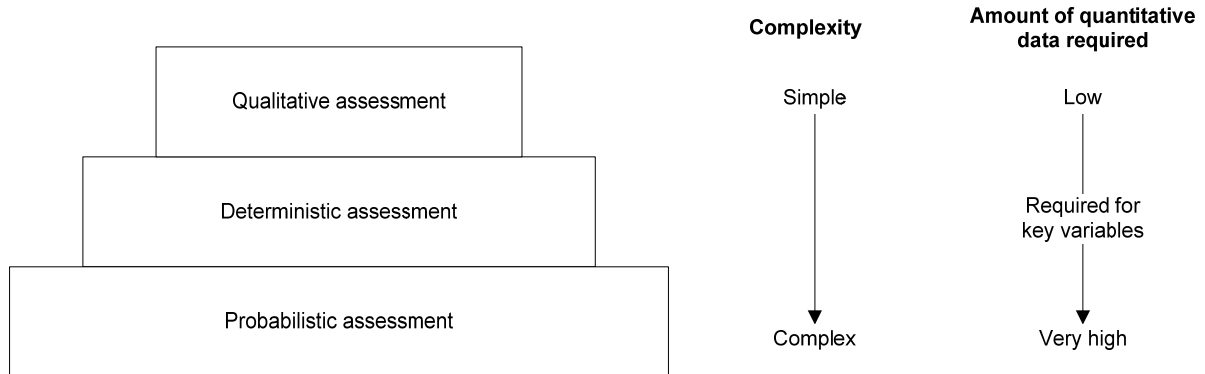 Complexity
Amount of quantitative
data required
Qualitative assessment
Simple
Low
Deterministic assessment
Required for
key variables
Probabilistic assessment
Complex
Very high